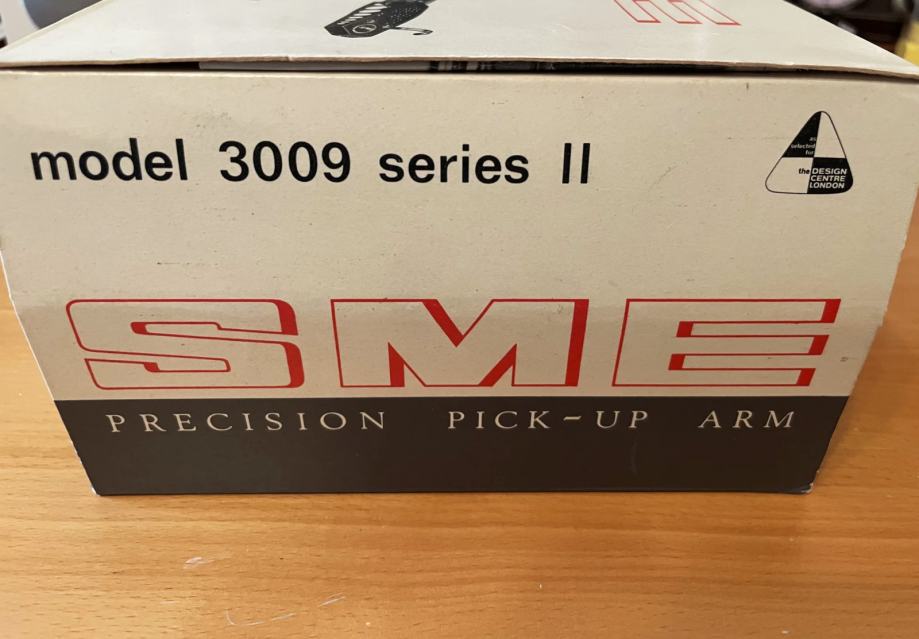 model 3009 series II
as
selected
for
the DESIGN
CENTRE
LONDON
SME
PRECISION PICK-UP ARM